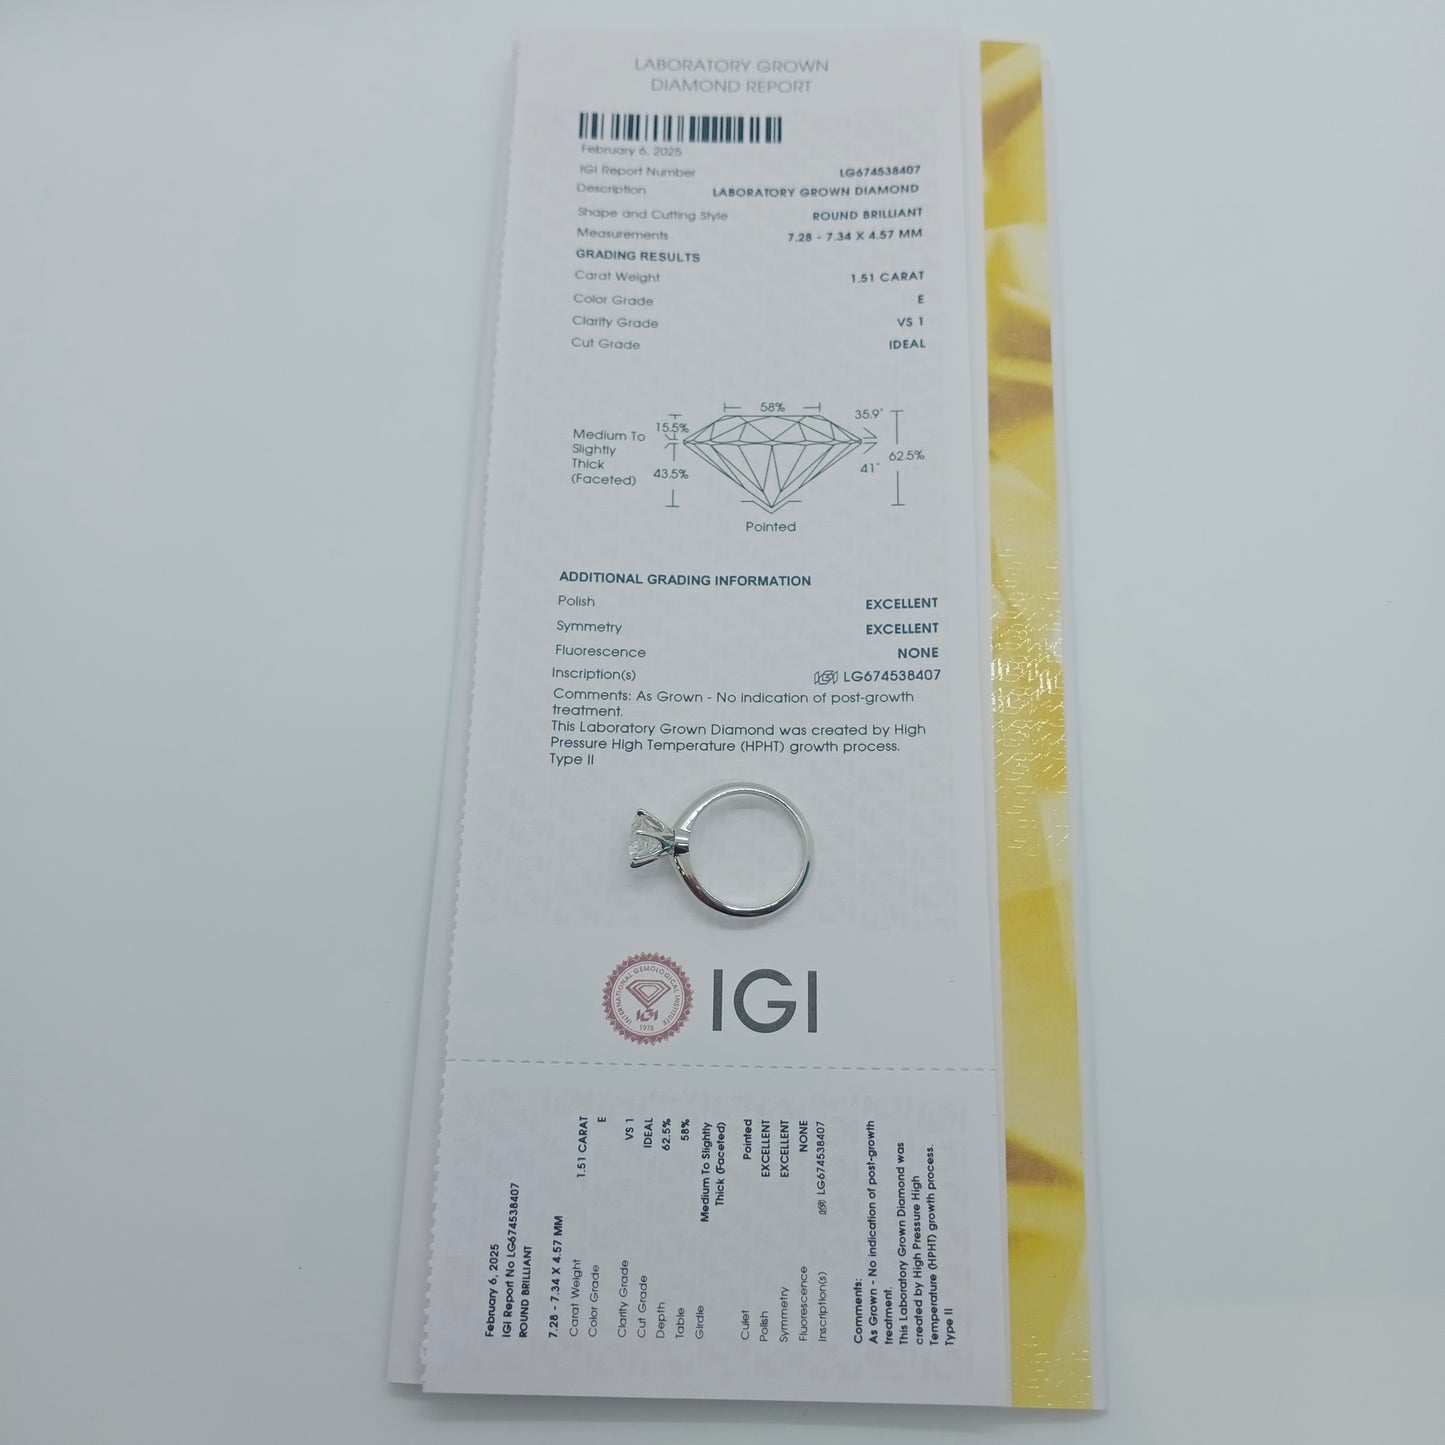 LABORATORY GROWN
DIAMOND REPORT
February 6, 2025
IGI Report Number LG674538407
Description LABORATORY GROWN DIAMOND
Shape and Cutting Style ROUND BRILLIANT
Measurements 7.28 - 7.34 X 4.57 MM
GRADING RESULTS
Carat Weight 1.51 CARAT
Color Grade E
Clarity Grade VS 1
Cut Grade IDEAL
58%
35.9°
15.5%
Medium To
Slightly
Thick
(Faceted)
62.5%
43.5%
41°
Pointed
ADDITIONAL GRADING INFORMATION
Polish EXCELLENT
Symmetry EXCELLENT
Fluorescence NONE
Inscription(s) IGI LG674538407
Comments: As Grown - No indication of post-growth
treatment.
This Laboratory Grown Diamond was created by High
Pressure High Temperature (HPHT) growth process.
Type II
INTERNATIONAL GEMOLOGICAL INSTITUTE
IGI
1975
IGI
February 6, 2025
IGI Report No LG674538407
ROUND BRILLIANT
7.28 - 7.34 X 4.57 MM
Carat Weight 1.51 CARAT
Color Grade E
Clarity Grade VS 1
Cut Grade IDEAL
Depth 62.5%
Table 58%
Girdle Medium To Slightly
Thick (Faceted)
Culet Pointed
Polish EXCELLENT
Symmetry EXCELLENT
Fluorescence NONE
Inscription(s) IGI LG674538407
Comments:
As Grown - No indication of post-growth
treatment.
This Laboratory Grown Diamond was
created by High Pressure High
Temperature (HPHT) growth process.
Type II